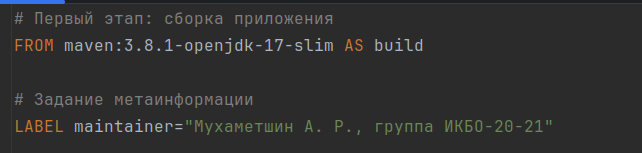 # Первый этап: сборка приложения
FROM maven:3.8.1-openjdk-17-slim AS build
# Задание метаинформации
LABEL maintainer="Мухаметшин А. Р., группа ИКБО-20-21"